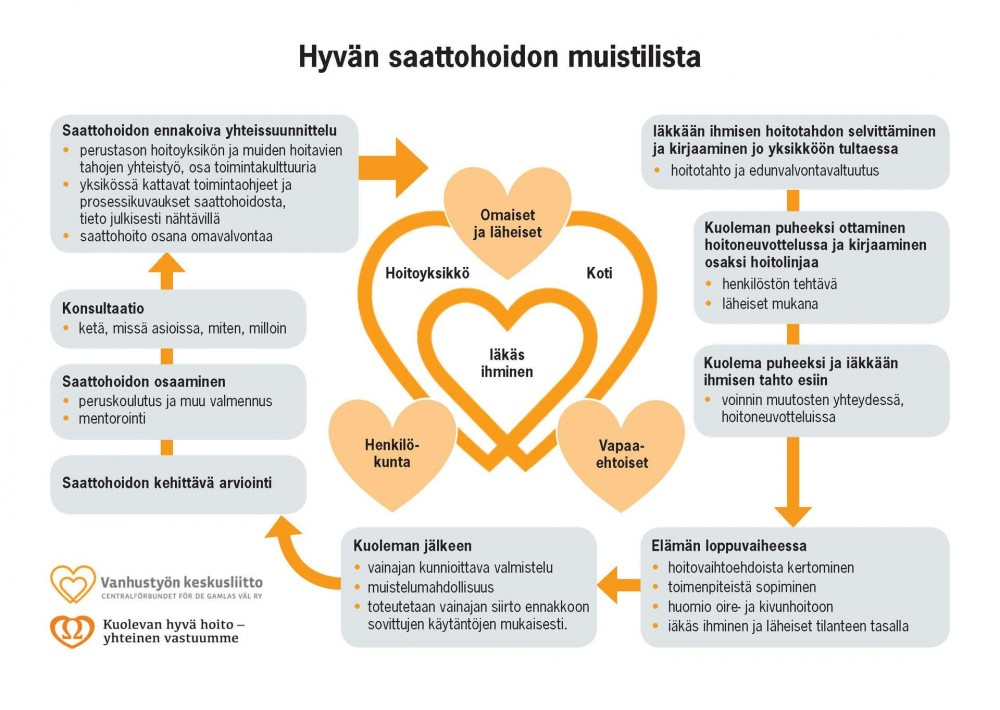 Hyvän saattohoidon muistilista
Saattohoidon ennakoiva yhteissuunnittelu
• perustason hoitoyksikön ja muiden hoitavien
tahojen yhteistyö, osa toimintakulttuuria
• yksikössä kattavat toimintaohjeet ja
prosessikuvaukset saattohoidosta,
tieto julkisesti nähtävillä
• saattohoito osana omavalvontaa
Konsultaatio
• ketä, missä asioissa, miten, milloin
Saattohoidon osaaminen
• peruskoulutus ja muu valmennus
• mentorointi
Saattohoidon kehittävä arviointi
Omaiset
ja läheiset
Hoitoyksikkö
Koti
Iäkäs
ihminen
Henkilö-
kunta
Vapaa-
ehtoiset
Iäkkään ihmisen hoitotahdon selvittäminen
ja kirjaaminen jo yksikköön tultaessa
• hoitotahto ja edunvalvontavaltuutus
Kuoleman puheeksi ottaminen
hoitoneuvottelussa ja kirjaaminen
osaksi hoitolinjaa
• henkilöstön tehtävä
• läheiset mukana
Kuolema puheeksi ja iäkkään
ihmisen tahto esiin
• voinnin muutosten yhteydessä,
hoitoneuvotteluissa
Elämän loppuvaiheessa
• hoitovaihtoehdoista kertominen
• toimenpiteistä sopiminen
• huomio oire- ja kivunhoitoon
• iäkäs ihminen ja läheiset tilanteen tasalla
Kuoleman jälkeen
• vainajan kunnioittava valmistelu
• muistelumahdollisuus
• toteutetaan vainajan siirto ennakkoon
sovittujen käytäntöjen mukaisesti.
Vanhustyön keskusliitto
CENTRALFÖRBUNDET FÖR DE GAMLAS VÄL RY
Kuolevan hyvä hoito –
yhteinen vastuumme